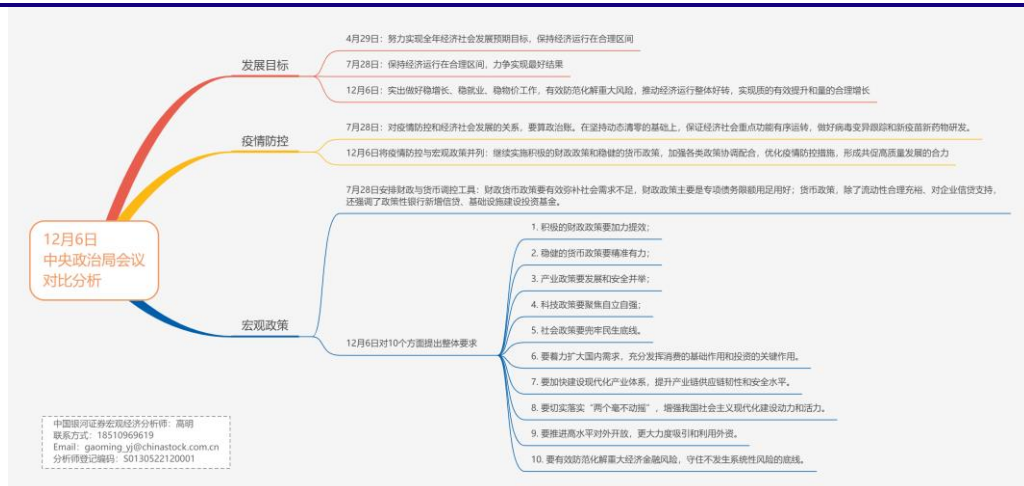 发展目标
4月29日：努力实现全年经济社会发展预期目标，保持经济运行在合理区间
7月28日：保持经济运行在合理区间，力争实现最好结果
12月6日：突出做好稳增长、稳就业、稳物价工作，有效防范化解重大风险，推动经济运行整体好转，实现质的有效提升和量的合理增长
疫情防控
7月28日：对疫情防控和经济社会发展的关系，要算政治账。在坚持动态清零的基础上，保证经济社会重点功能有序运转，做好病毒变异跟踪和新疫苗新药物研发。
12月6日将疫情防控与宏观政策并列：继续实施积极的财政政策和稳健的货币政策，加强各类政策协调配合，优化疫情防控措施，形成共促高质量发展的合力
12月6日
中央政治局会议
对比分析
宏观政策
7月28日安排财政与货币调控工具：财政货币政策要有效弥补社会需求不足，财政政策主要是专项债务限额用足用好；货币政策，除了流动性合理充裕、对企业信贷支持，
还强调了政策性银行新增信贷、基础设施建设投资基金。
12月6日对10个方面提出整体要求
1. 积极的财政政策要加力提效；
2. 稳健的货币政策要精准有力；
3. 产业政策要发展和安全并举；
4. 科技政策要聚焦自立自强；
5. 社会政策要兜牢民生底线。
6. 要着力扩大国内需求，充分发挥消费的基础作用和投资的关键作用。
7. 要加快建设现代化产业体系，提升产业链供应链韧性和安全水平。
8. 要切实落实“两个毫不动摇”，增强我国社会主义现代化建设动力和活力。
9. 要推进高水平对外开放，更大力度吸引和利用外资。
10. 要有效防范化解重大经济金融风险，守住不发生系统性风险的底线。
中国银河证券宏观经济分析师：高明
联系方式：18510969619
Email：gaoming_yj@chinastock.com.cn
分析师登记编码：S0130522120001